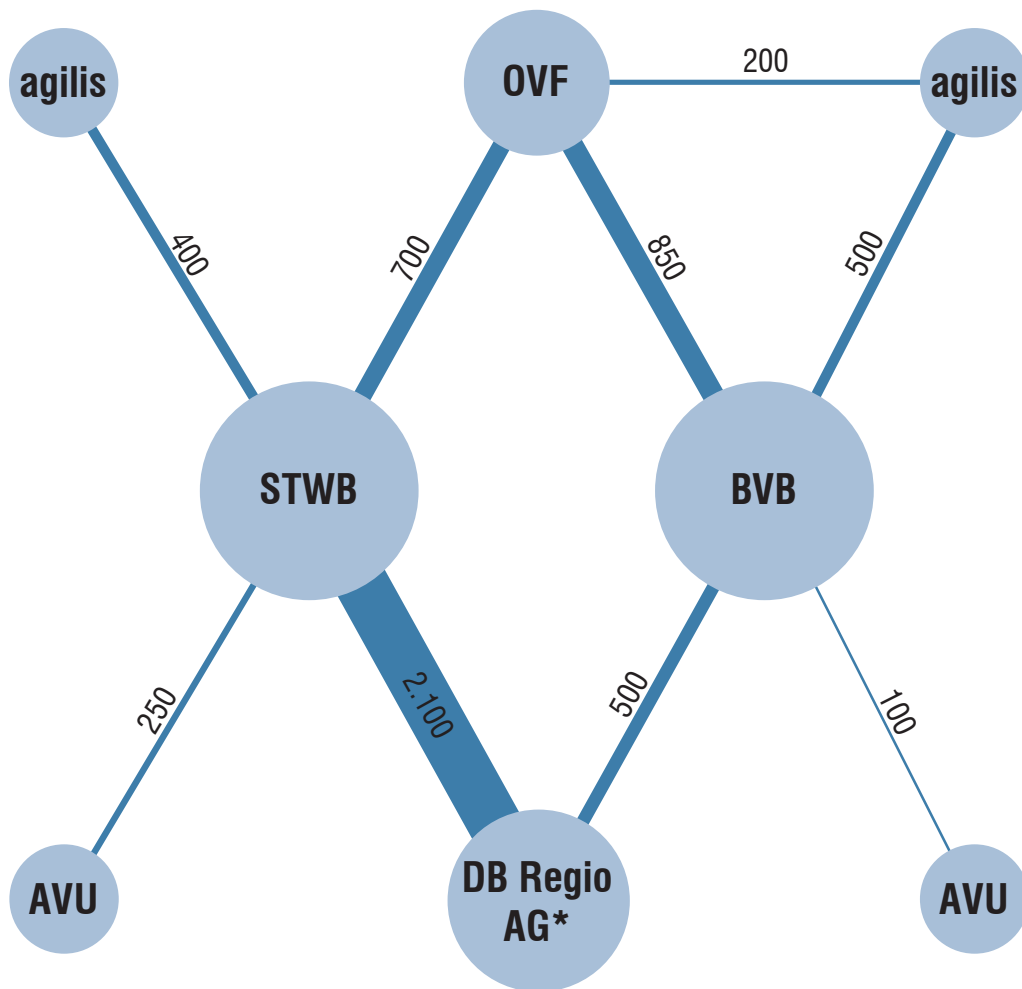 agilis
OVF
200
agilis
400
700
850
500
STWB
BVB
250
2.100
500
100
AVU
DB Regio
AG*
AVU